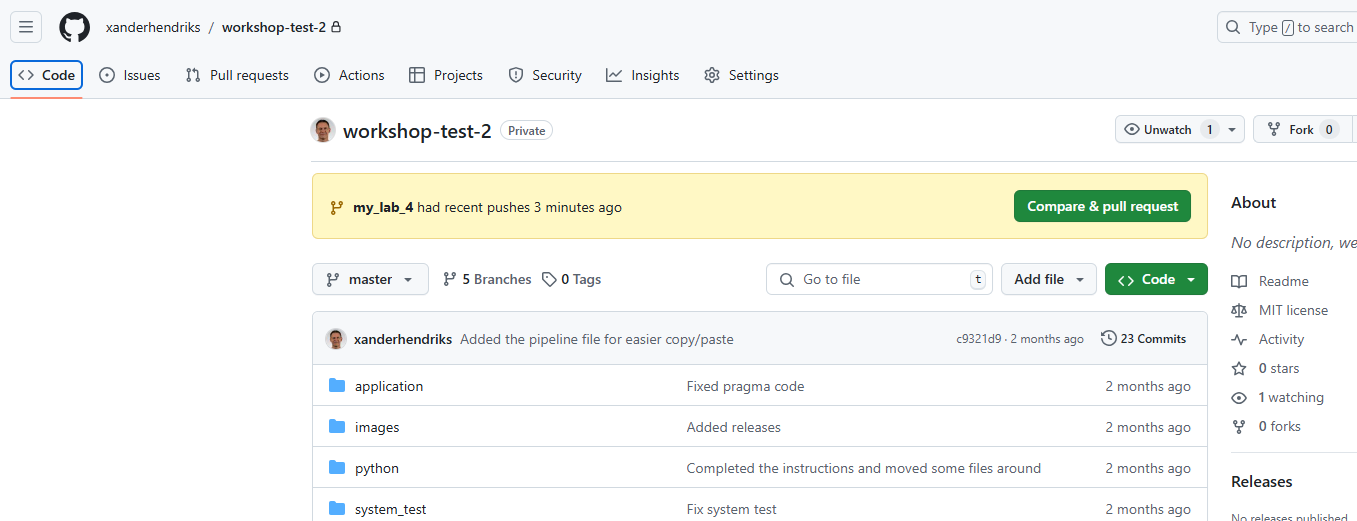 xanderhendriks / workshop-test-2
Type / to search
Code Issues Pull requests Actions Projects Security Insights Settings
workshop-test-2 Private
Unwatch 1 Fork 0
my_lab_4 had recent pushes 3 minutes ago
Compare & pull request
master 5 Branches 0 Tags Go to file t Add file Code
xanderhendriks Added the pipeline file for easier copy/paste c9321d9 · 2 months ago 23 Commits
application Fixed pragma code 2 months ago
images Added releases 2 months ago
python Completed the instructions and moved some files around 2 months ago
system_test Fix system test 2 months ago
About
No description, we
Readme
MIT license
Activity
0 stars
1 watching
0 forks
Releases
No releases published